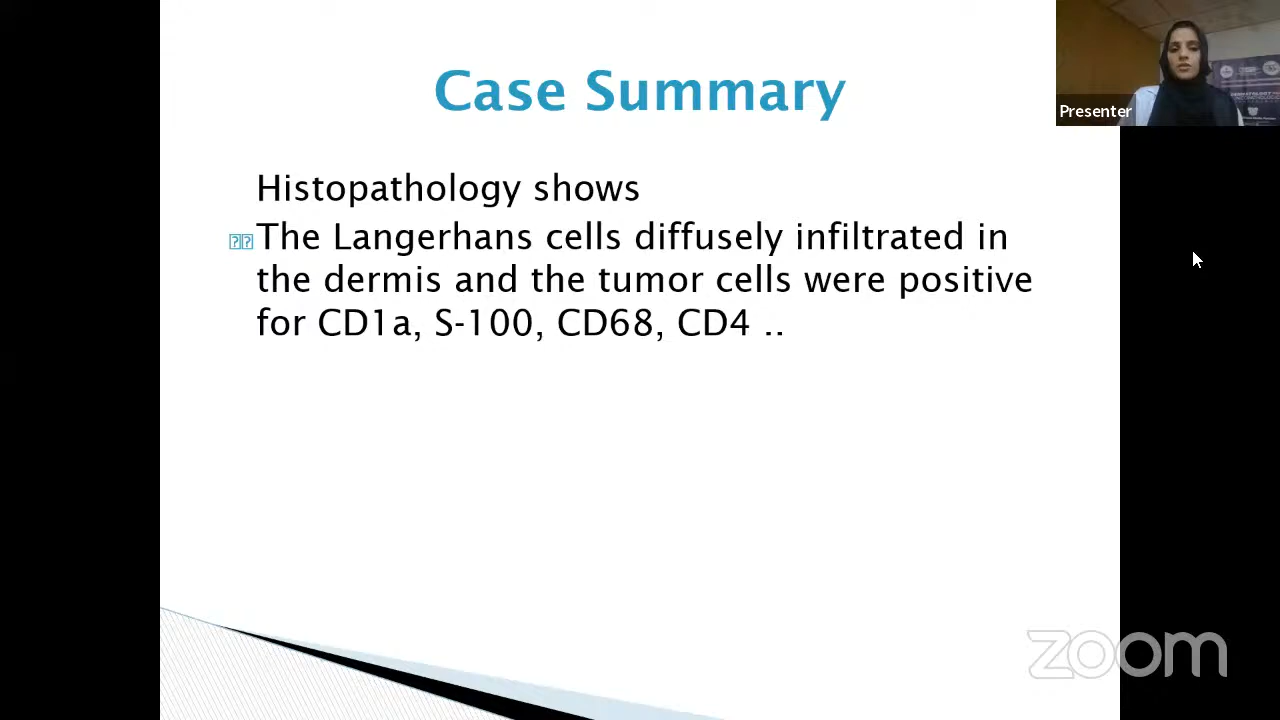 Case Summary
Presenter
Histopathology shows
The Langerhans cells diffusely infiltrated in
the dermis and the tumor cells were positive
for CD1a, S-100, CD68, CD4 ..
zoom